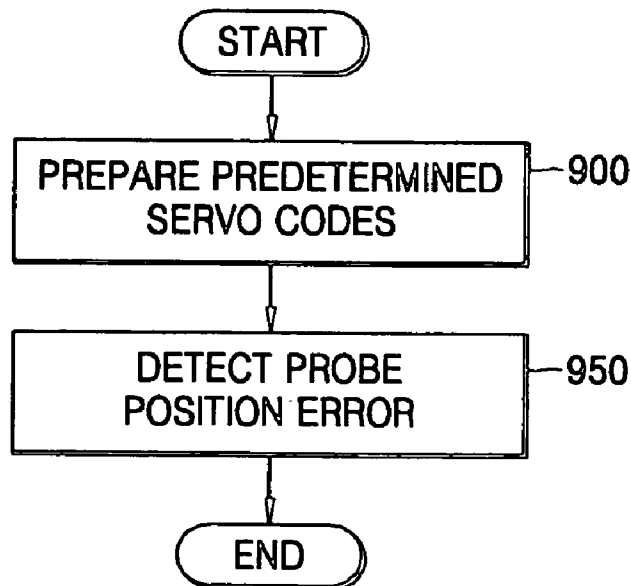 START
PREPARE PREDETERMINED
SERVO CODES
900
DETECT PROBE
POSITION ERROR
950
END